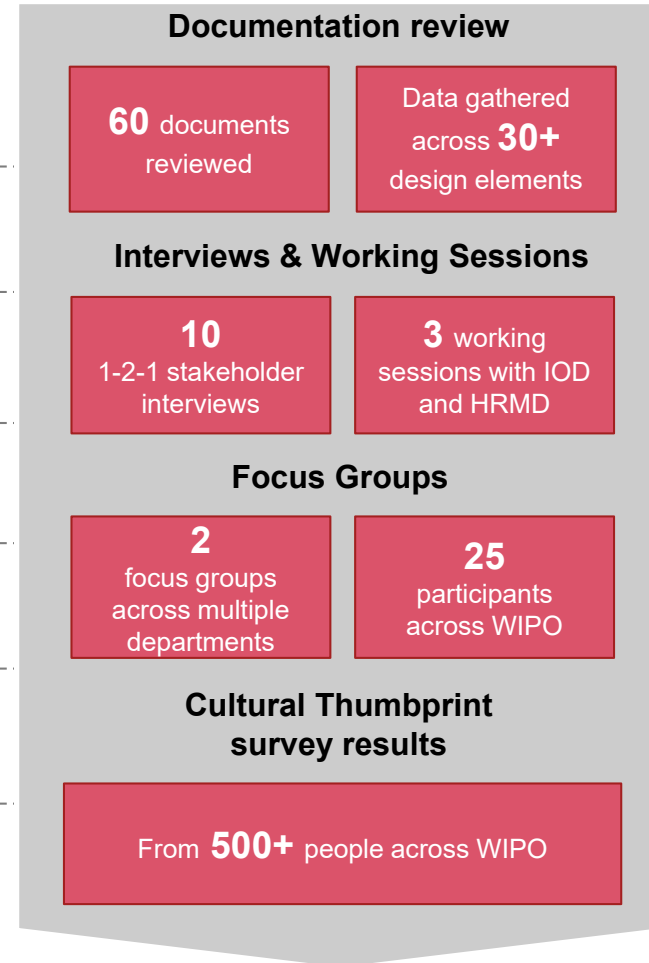 Documentation review
60 documents
reviewed
Data gathered
across 30+
design elements
Interviews & Working Sessions
10
1-2-1 stakeholder
interviews
3 working
sessions with IOD
and HRMD
Focus Groups
2
focus groups
across multiple
departments
25
participants
across WIPO
Cultural Thumbprint
survey results
From 500+ people across WIPO